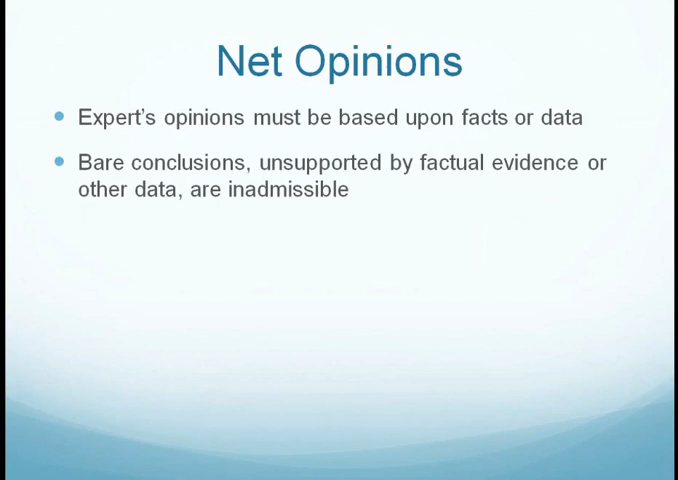 Net Opinions
Expert's opinions must be based upon facts or data
Bare conclusions, unsupported by factual evidence or
other data, are inadmissible